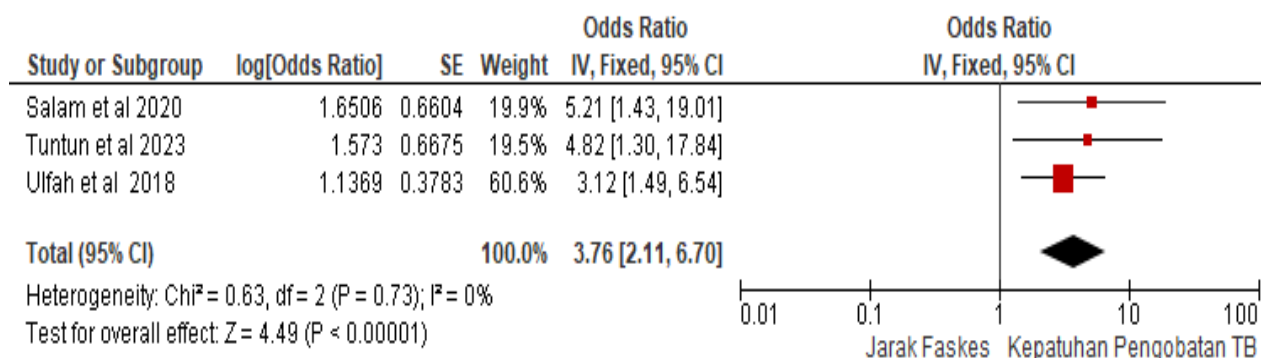 Odds Ratio Odds Ratio
Study or Subgroup log[Odds Ratio] SE Weight IV, Fixed, 95% CI IV, Fixed, 95% CI
Salam et al 2020 1.6506 0.6604 19.9% 5.21 [1.43, 19.01]
Tuntun et al 2023 1.573 0.6675 19.5% 4.82 [1.30, 17.84]
Ulfah et al 2018 1.1369 0.3783 60.6% 3.12 [1.49, 6.54]
Total (95% CI) 100.0% 3.76 [2.11, 6.70]
Heterogeneity: Chi² = 0.63, df = 2 (P = 0.73); I² = 0%
Test for overall effect: Z = 4.49 (P < 0.00001)
0.01 0.1 1 10 100
Jarak Faskes Kepatuhan Pengobatan TB